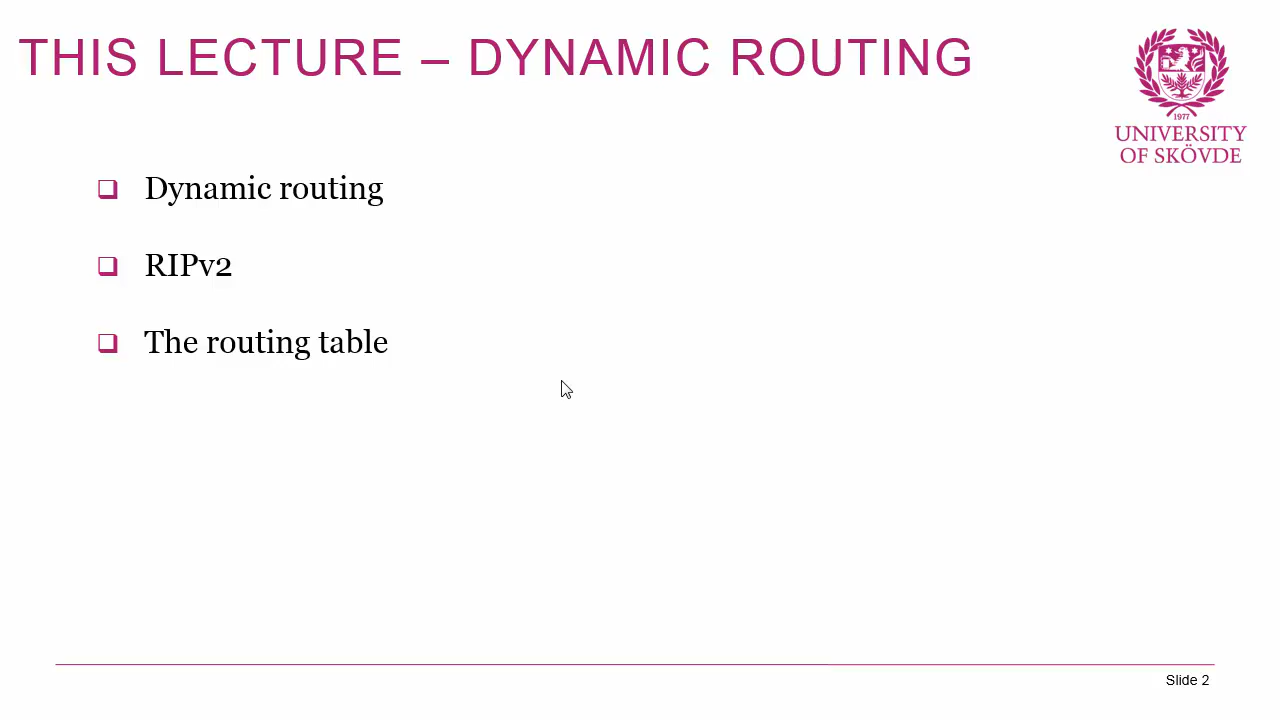 THIS LECTURE – DYNAMIC ROUTING
1977
UNIVERSITY
OF SKÖVDE
Dynamic routing
RIPv2
The routing table
Slide 2